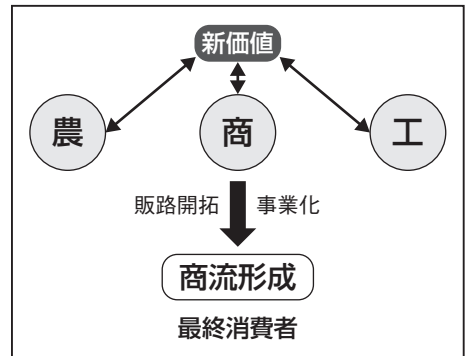 新価値
農 商 工
販路開拓 事業化
商流形成
最終消費者